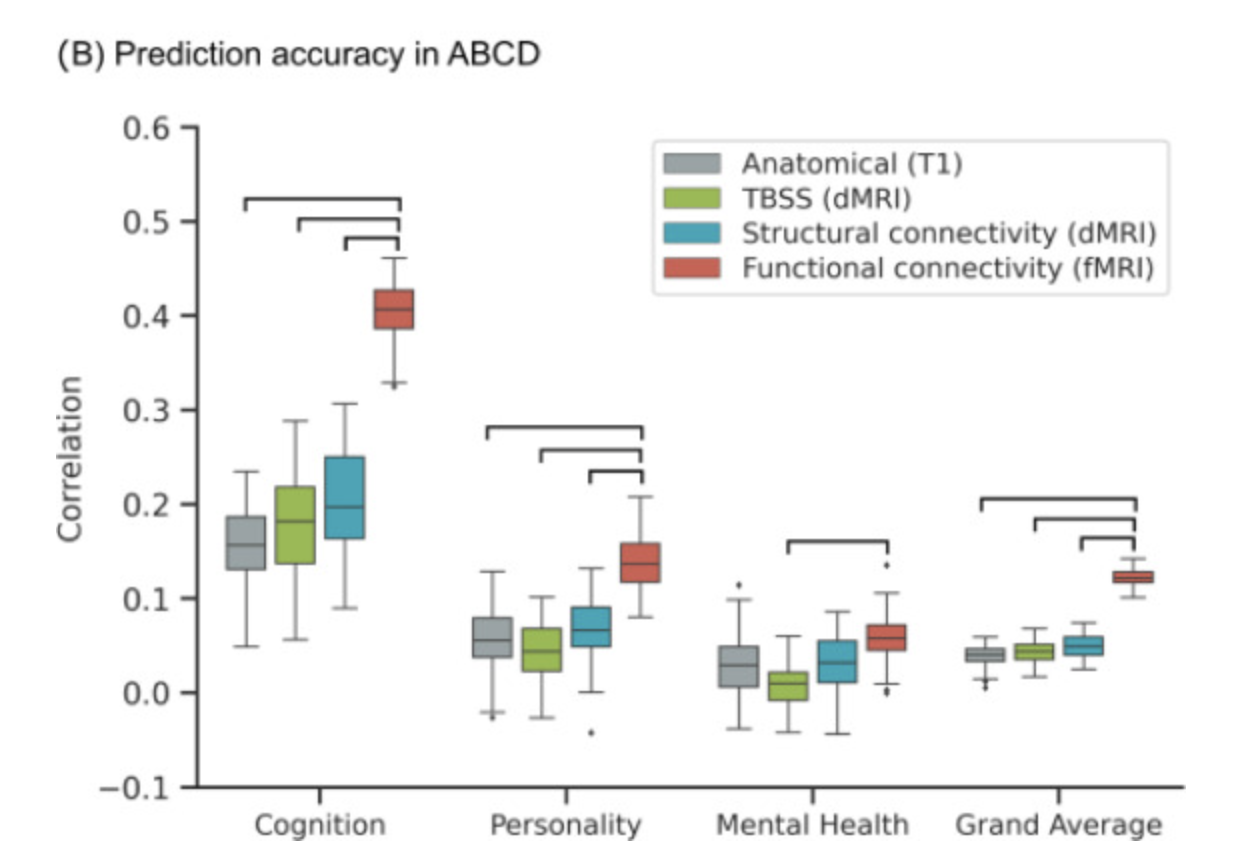 (B) Prediction accuracy in ABCD
0.6
0.5
0.4
0.3
0.2
0.1
0.0
−0.1
Correlation
Anatomical (T1)
TBSS (dMRI)
Structural connectivity (dMRI)
Functional connectivity (fMRI)
Cognition
Personality
Mental Health
Grand Average